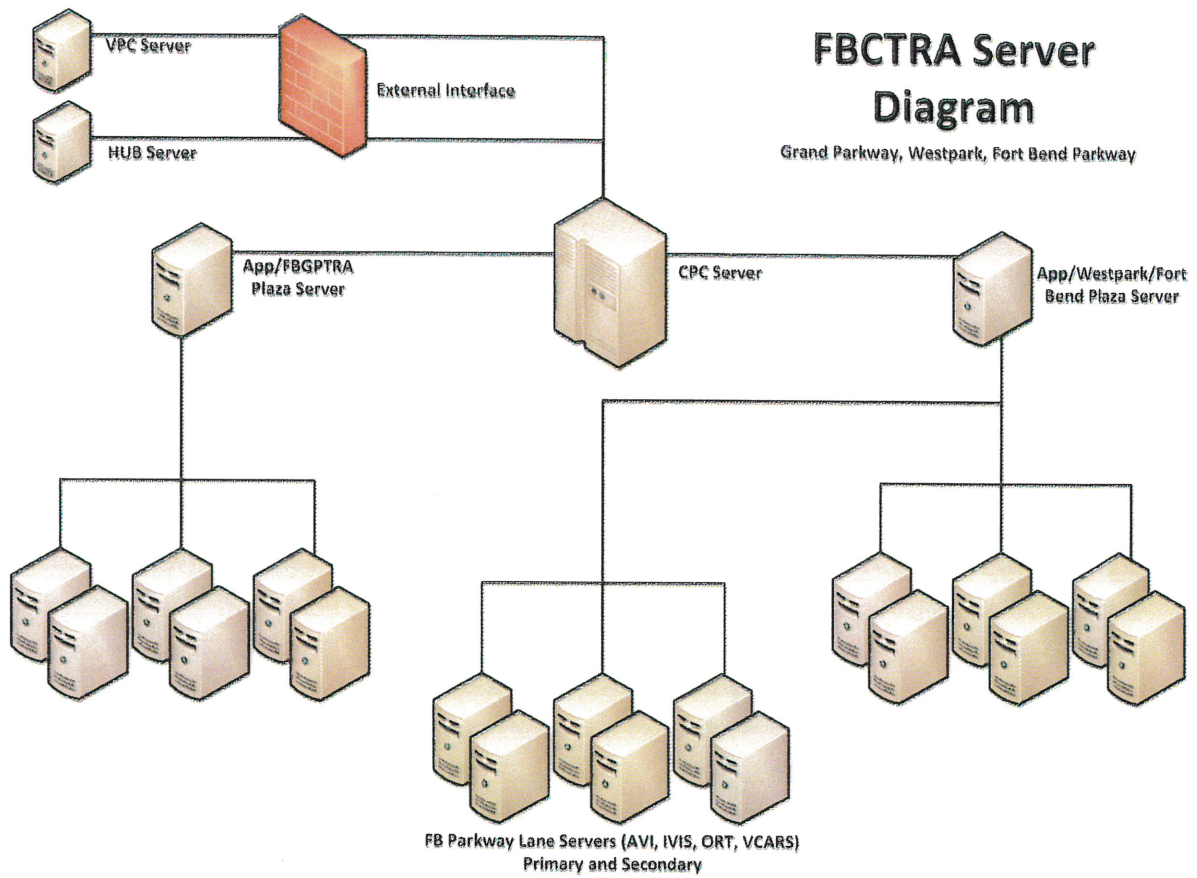 FBCTRA Server
Diagram
Grand Parkway, Westpark, Fort Bend Parkway
VPC Server
External Interface
HUB Server
App/FBGPTRA
Plaza Server
CPC Server
App/Westpark/Fort
Bend Plaza Server
FB Parkway Lane Servers (AVI, IVIS, ORT, VCARS)
Primary and Secondary